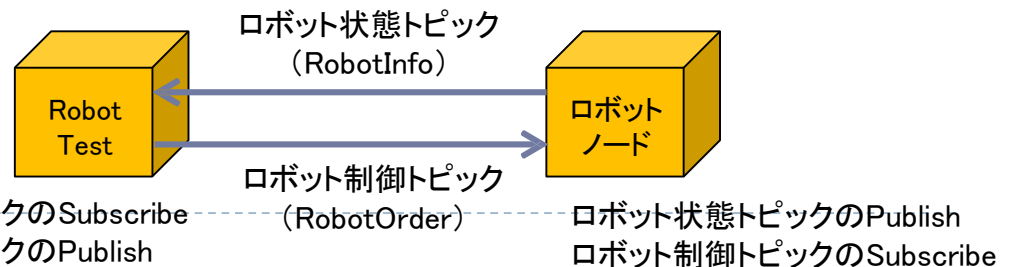 ロボット状態トピック
（RobotInfo）
Robot
Test
ロボット
ノード
ロボット制御トピック
（RobotOrder）
クのSubscribe
クのPublish
ロボット状態トピックのPublish
ロボット制御トピックのSubscribe